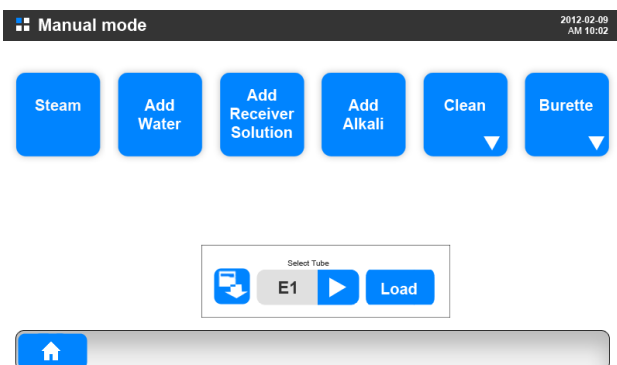 Manual mode
2012-02-09
AM 10:02
Steam
Add
Water
Add
Receiver
Solution
Add
Alkali
Clean
Burette
Select Tube
E1
Load